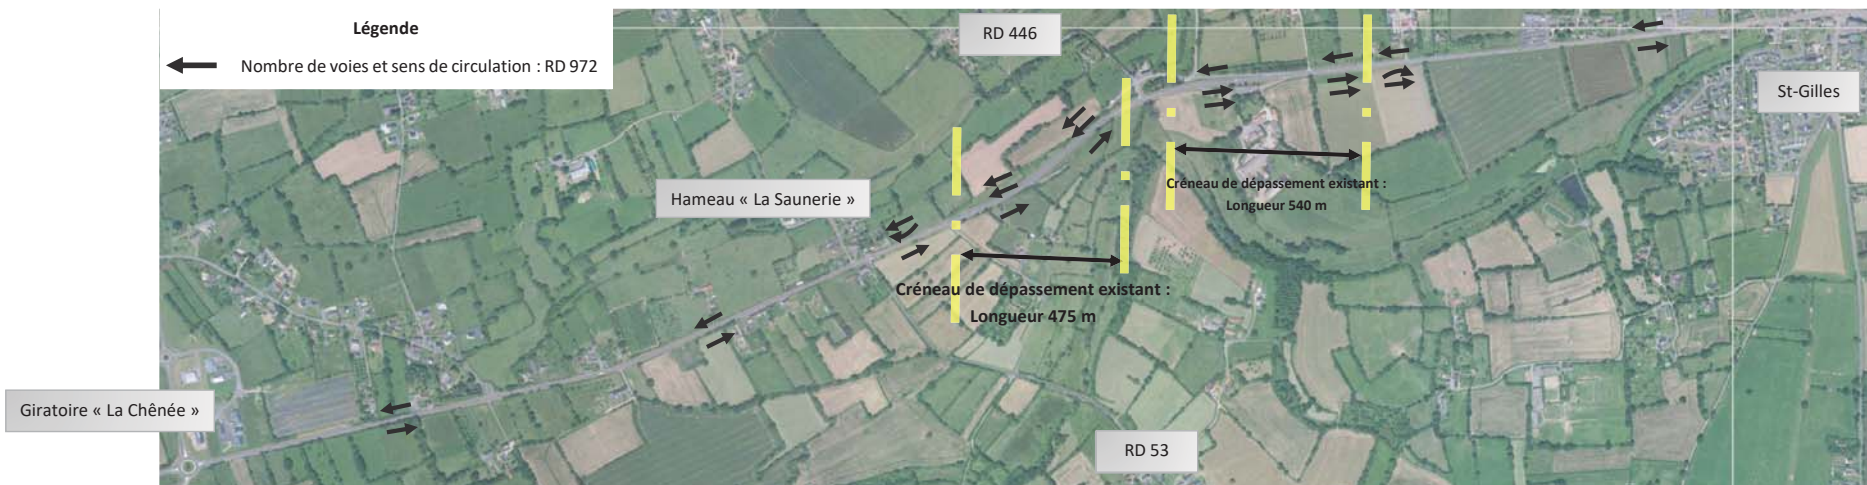 Légende
Nombre de voies et sens de circulation : RD 972
RD 446
St-Gilles
Hameau « La Saunerie »
Créneau de dépassement existant :
Longueur 540 m
Créneau de dépassement existant :
Longueur 475 m
Giratoire « La Chênée »
RD 53